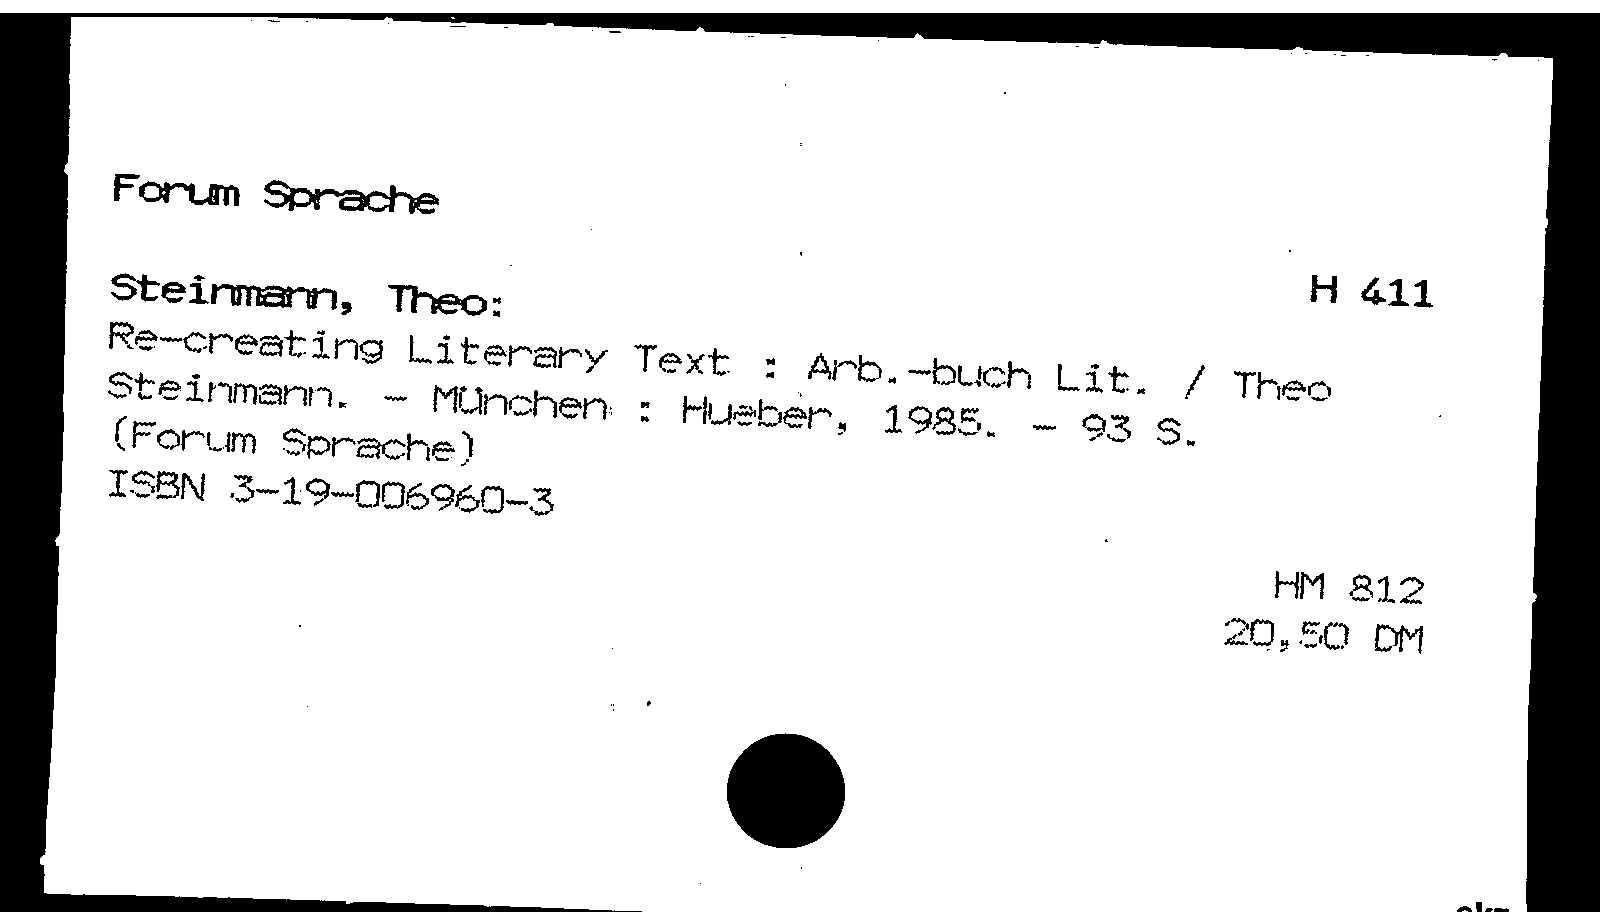 Forum Sprache
Steinmann, Theo:
H 411
Re-creating Literary Text : Arb.-buch Lit. / Theo
Steinmann. - München : Hueber, 1985. - 93 S.
(Forum Sprache)
ISBN 3-19-006960-3
HM 812
20,50 DM